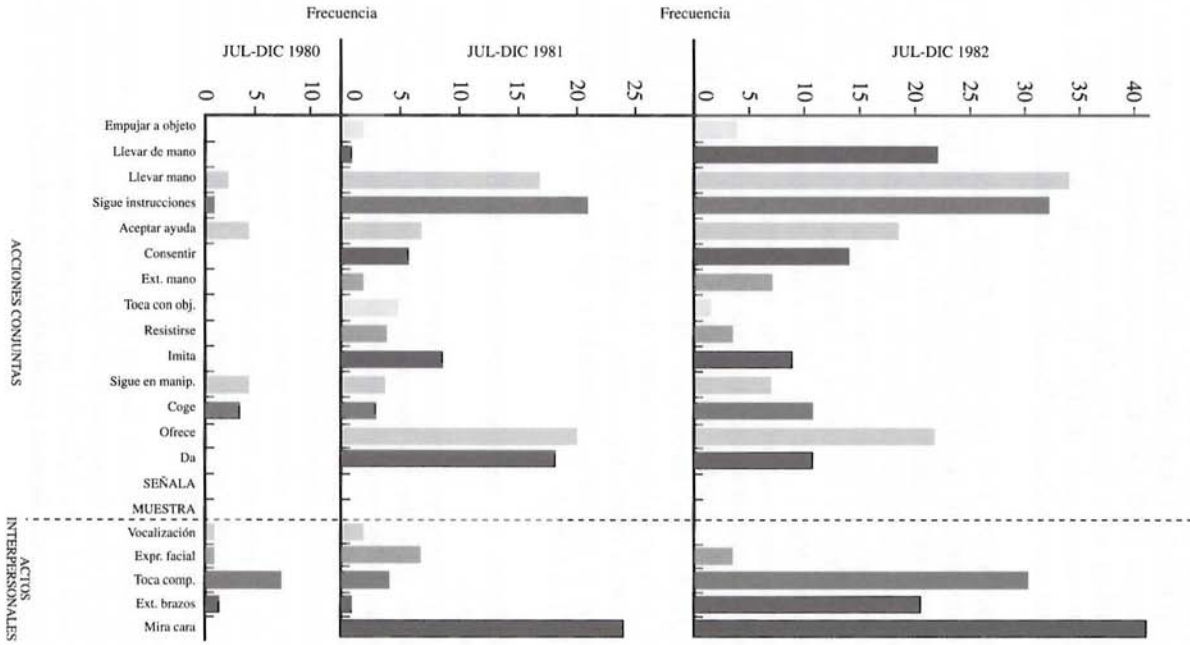 Frecuencia
Frecuencia
JUL-DIC 1980
JUL-DIC 1981
JUL-DIC 1982
0 5 10
0 5 10 15 20 25
0 5 10 15 20 25 30 35 40
ACCIONES CONJUNTAS
Empujar a objeto
Llevar de mano
Llevar mano
Sigue instrucciones
Aceptar ayuda
Consentir
Ext. mano
Toca con obj.
Resistirse
Imita
Sigue en manip.
Coge
Ofrece
Da
SEÑALA
MUESTRA
ACTOS
INTERPERSONALES
Vocalización
Expr. facial
Toca comp.
Ext. brazos
Mira cara